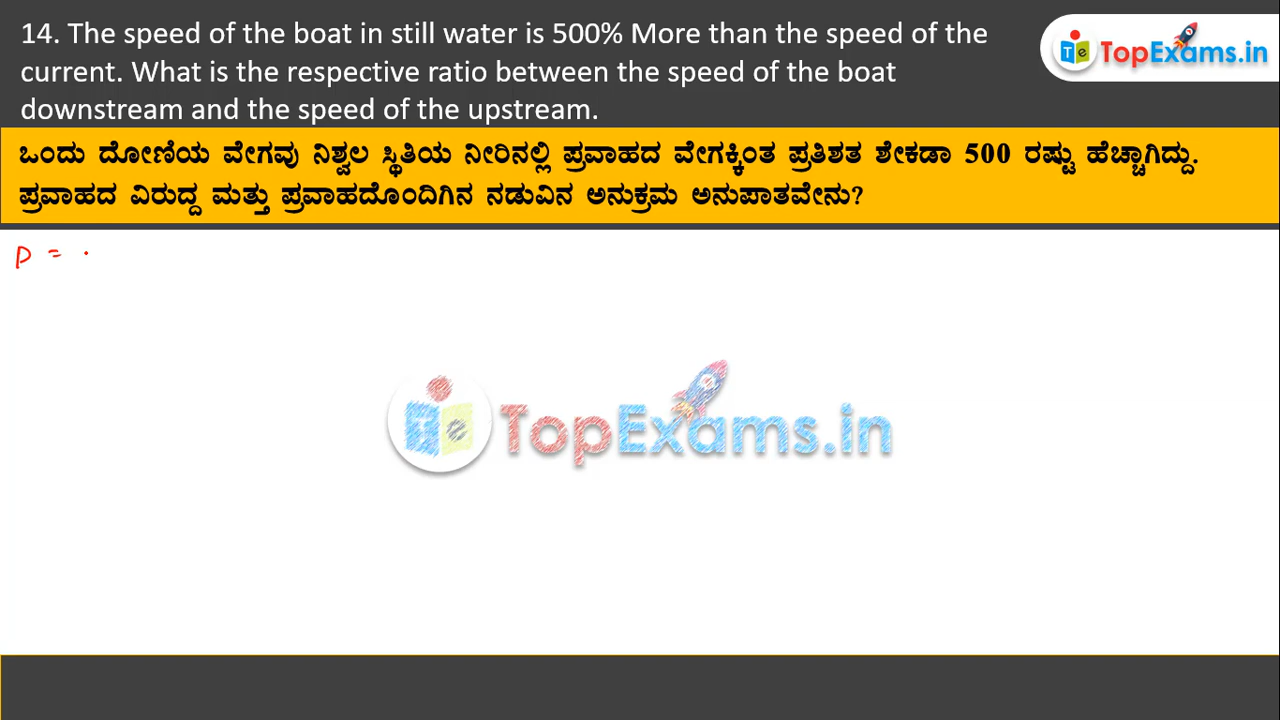 14. The speed of the boat in still water is 500% More than the speed of the
current. What is the respective ratio between the speed of the boat
downstream and the speed of the upstream.
Te TopExams.in
ಒಂದು ದೋಣಿಯ ವೇಗವು ನಿಶ್ವಲ ಸ್ಥಿತಿಯ ನೀರಿನಲ್ಲಿ ಪ್ರವಾಹದ ವೇಗಕ್ಕಿಂತ ಪ್ರತಿಶತ ಶೇಕಡಾ 500 ರಷ್ಟು ಹೆಚ್ಚಾಗಿದ್ದು.
ಪ್ರವಾಹದ ವಿರುದ್ದ ಮತ್ತು ಪ್ರವಾಹದೊಂದಿಗಿನ ನಡುವಿನ ಅನುಕ್ರಮ ಅನುಪಾತವೇನು?
D =
Te TopExams.in